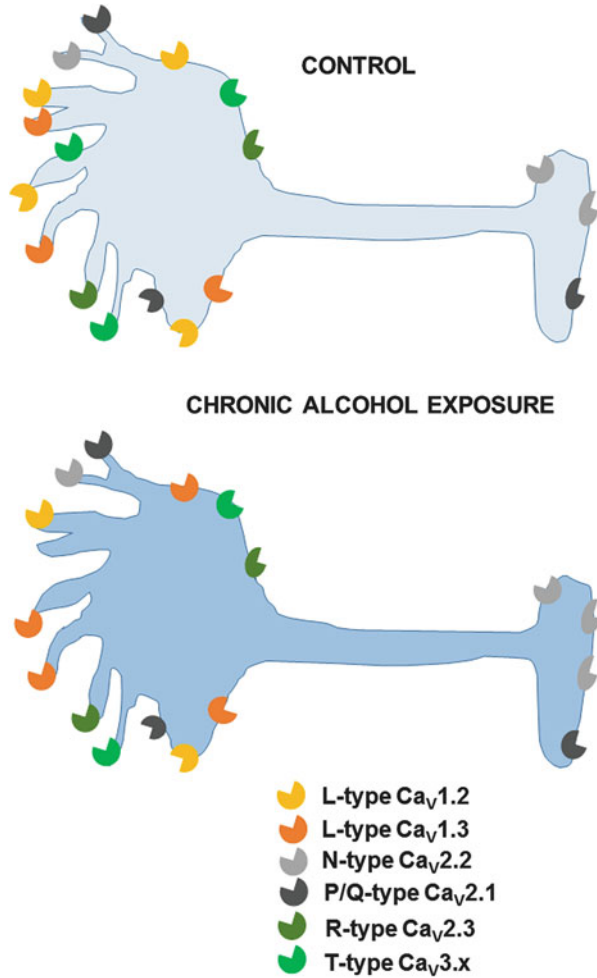 CONTROL
CHRONIC ALCOHOL EXPOSURE
L-type CaV1.2
L-type CaV1.3
N-type CaV2.2
P/Q-type CaV2.1
R-type CaV2.3
T-type CaV3.x